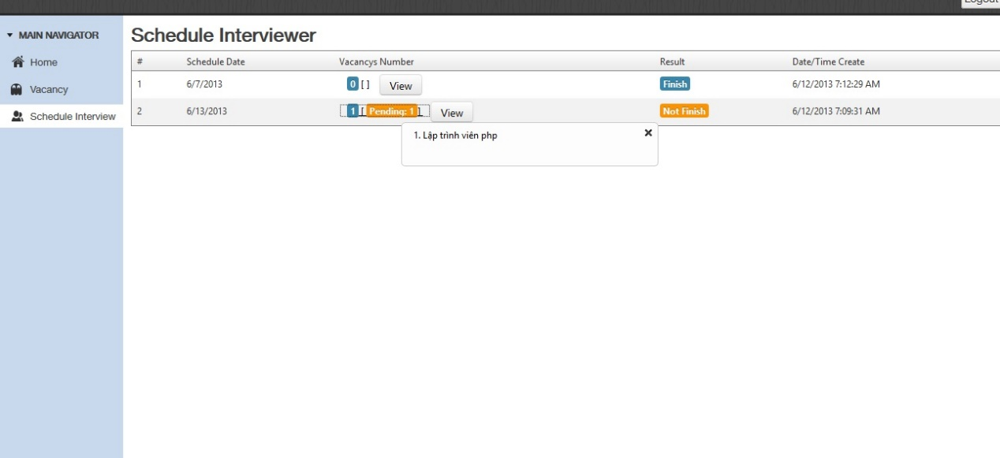 Logout
MAIN NAVIGATOR
Home
Vacancy
Schedule Interview
Schedule Interviewer
# Schedule Date Vacancys Number Result Date/Time Create
1 6/7/2013 0 [ ] View Finish 6/12/2013 7:12:29 AM
2 6/13/2013 1 [ Pending: 1 ] View Not Finish 6/12/2013 7:09:31 AM
1. Lập trình viên php